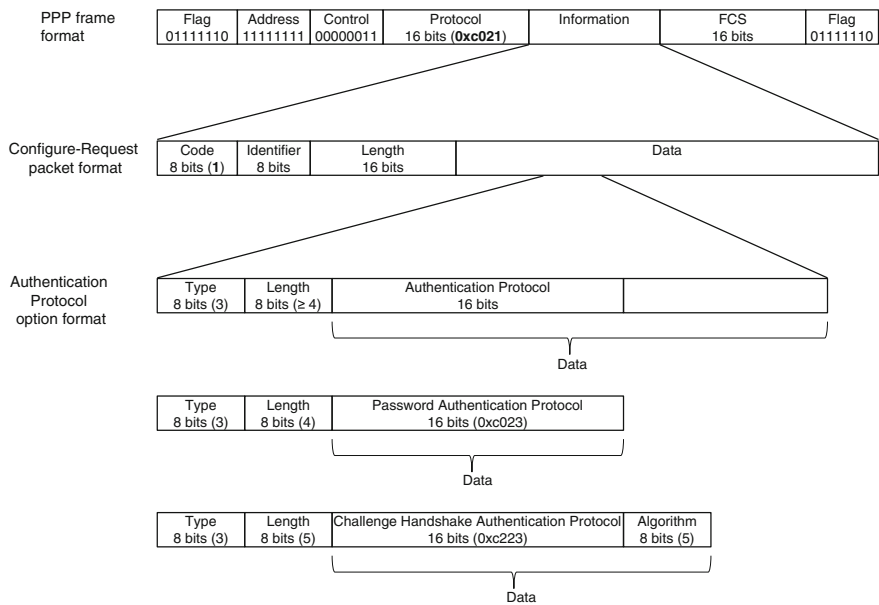 PPP frame
format
Flag
01111110
Address
11111111
Control
00000011
Protocol
16 bits (0xc021)
Information
FCS
16 bits
Flag
01111110
Configure-Request
packet format
Code
8 bits (1)
Identifier
8 bits
Length
16 bits
Data
Authentication
Protocol
option format
Type
8 bits (3)
Length
8 bits (≥ 4)
Authentication Protocol
16 bits
Data
Type
8 bits (3)
Length
8 bits (4)
Password Authentication Protocol
16 bits (0xc023)
Data
Type
8 bits (3)
Length
8 bits (5)
Challenge Handshake Authentication Protocol
16 bits (0xc223)
Algorithm
8 bits (5)
Data